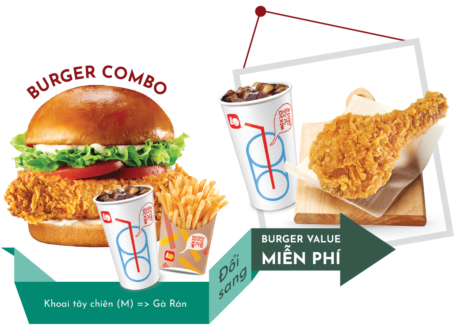 BURGER COMBO
Khoai tây chiên (M) => Gà Rán
Đổi
sang
BURGER VALUE
MIỄN PHÍ